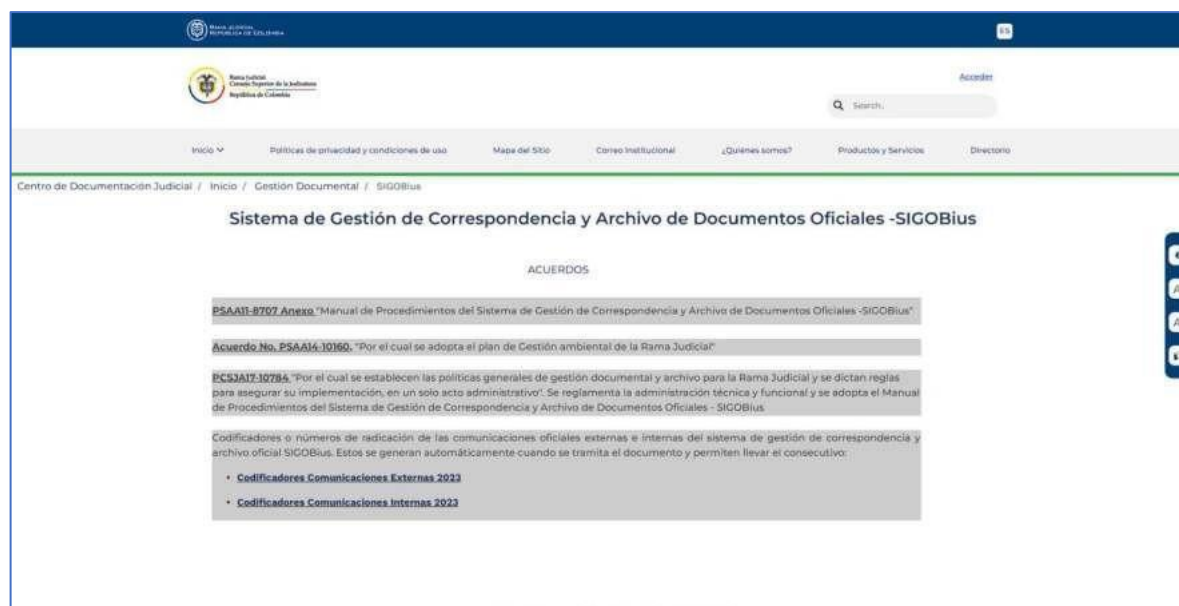 RAMA JUDICIAL
REPÚBLICA DE COLOMBIA
ES
Rama Judicial
Consejo Superior de la Judicatura
República de Colombia
Acceder
Search..
Inicio
Políticas de privacidad y condiciones de uso
Mapa del Sitio
Correo Institucional
¿Quiénes somos?
Productos y Servicios
Directorio
Centro de Documentación Judicial / Inicio / Gestión Documental / SIGOBius
Sistema de Gestión de Correspondencia y Archivo de Documentos Oficiales -SIGOBius
ACUERDOS
PSAA11-8707 Anexo "Manual de Procedimientos del Sistema de Gestión de Correspondencia y Archivo de Documentos Oficiales -SIGOBius"
Acuerdo No. PSAA14-10160. "Por el cual se adopta el plan de Gestión ambiental de la Rama Judicial"
PCSJA17-10784 "Por el cual se establecen las políticas generales de gestión documental y archivo para la Rama Judicial y se dictan reglas
para asegurar su implementación, en un solo acto administrativo". Se reglamenta la administración técnica y funcional y se adopta el Manual
de Procedimientos del Sistema de Gestión de Correspondencia y Archivo de Documentos Oficiales - SIGOBius
Codificadores o números de radicación de las comunicaciones oficiales externas e internas del sistema de gestión de correspondencia y
archivo oficial SIGOBius. Estos se generan automáticamente cuando se tramita el documento y permiten llevar el consecutivo:
• Codificadores Comunicaciones Externas 2023
• Codificadores Comunicaciones Internas 2023